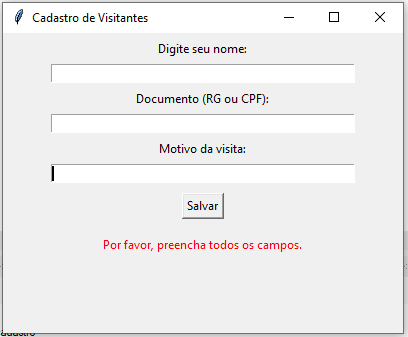 Cadastro de Visitantes
Digite seu nome:
Documento (RG ou CPF):
Motivo da visita:
Salvar
Por favor, preencha todos os campos.